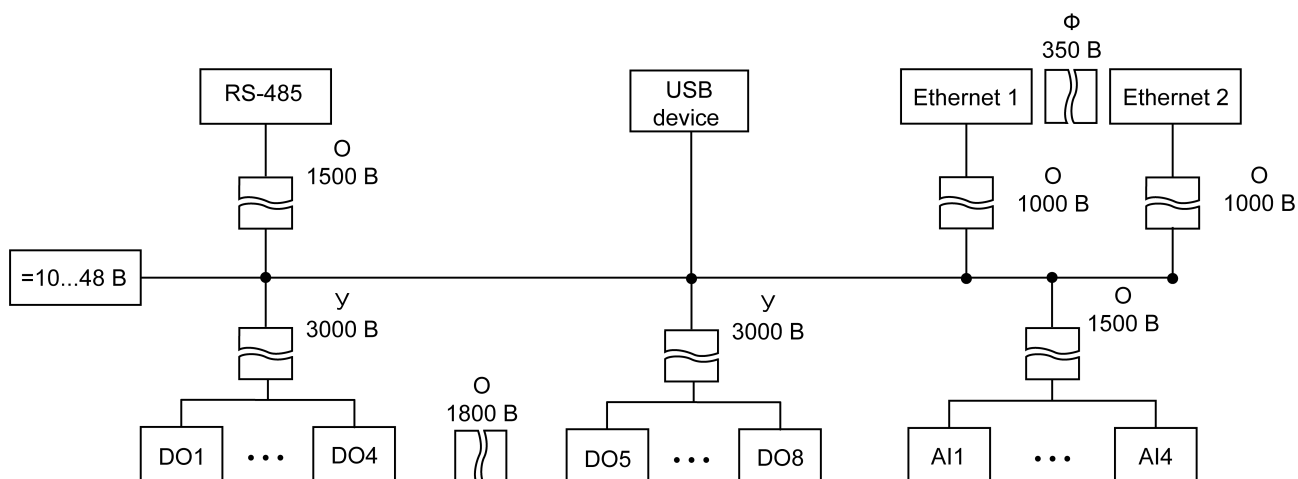 Ф
350 В
RS-485
USB
device
Ethernet 1
Ethernet 2
О
1500 В
О
1000 В
О
1000 В
=10...48 В
У
3000 В
У
3000 В
О
1500 В
О
1800 В
DO1
...
DO4
DO5
...
DO8
AI1
...
AI4